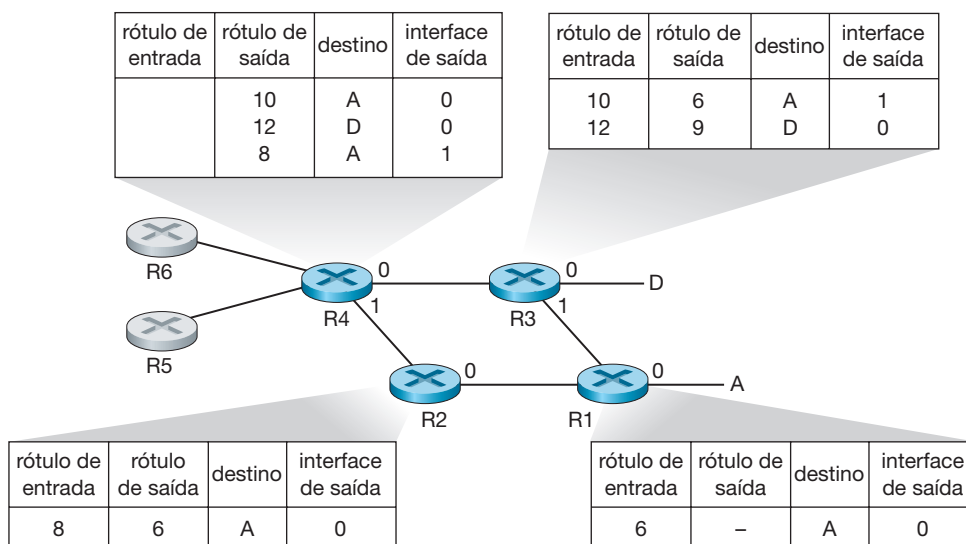 rótulo de entrada rótulo de saída destino interface de saída
10 A 0
12 D 0
8 A 1
rótulo de entrada rótulo de saída destino interface de saída
10 6 A 1
12 9 D 0
R6
R5
0
1
R4
0
1
R3
D
0
R2
0
R1
A
rótulo de entrada rótulo de saída destino interface de saída
8 6 A 0
rótulo de entrada rótulo de saída destino interface de saída
6 – A 0